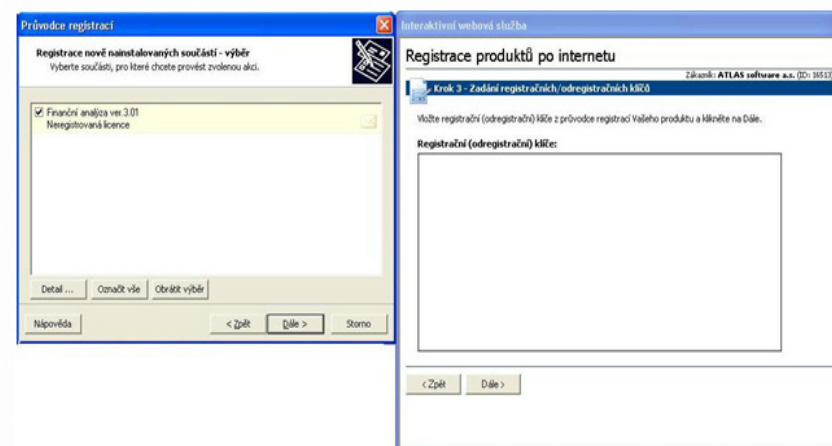 Průvodce registrací
Registrace nově nainstalovaných součástí - výběr
Vyberte součásti, pro které chcete provést zvolenou akci.
Finanční analýza ver.3.01
Neregistrovaná licence
Detail ...
Označit vše
Obrátit výběr
Nápověda
< Zpět
Dále >
Storno
Interaktivní webová služba
Registrace produktů po internetu
Zákazník: ATLAS software a.s. (ID: 16513)
Krok 3 - Zadání registračních/odregistračních klíčů
Vložte registrační (odregistrační) klíče z průvodce registrací Vašeho produktu a klikněte na Dále.
Registrační (odregistrační) klíče:
< Zpět
Dále >